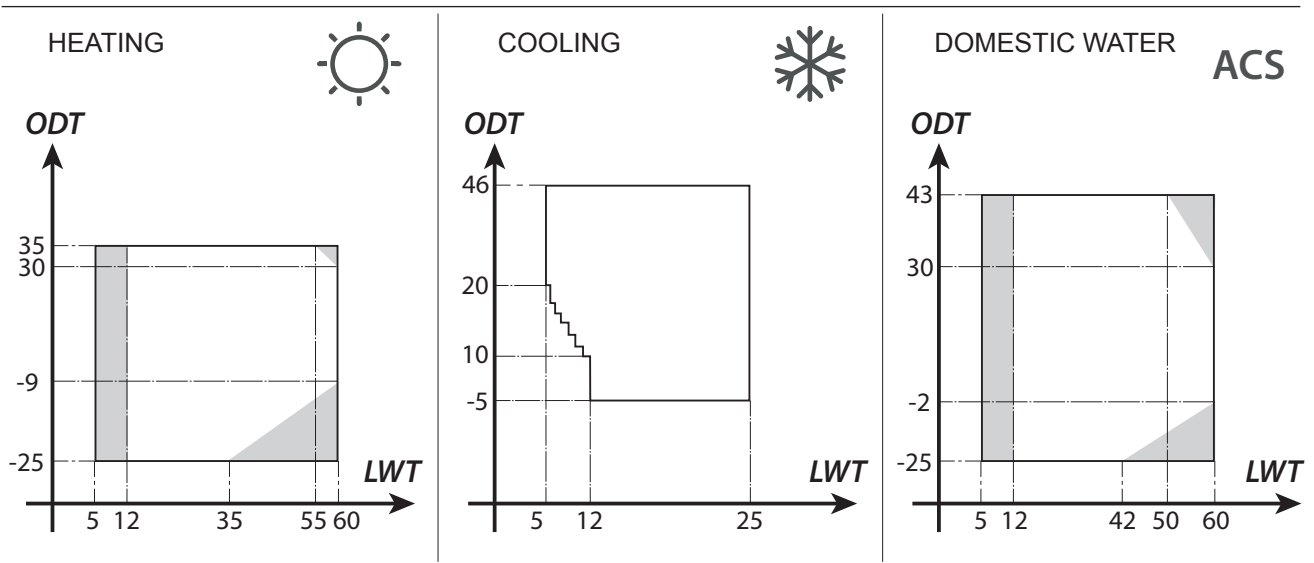 HEATING
ODT
35
30
-9
-25
LWT
5 12 35 55 60
COOLING
ODT
46
20
10
-5
LWT
5 12 25
DOMESTIC WATER
ACS
ODT
43
30
-2
-25
LWT
5 12 42 50 60